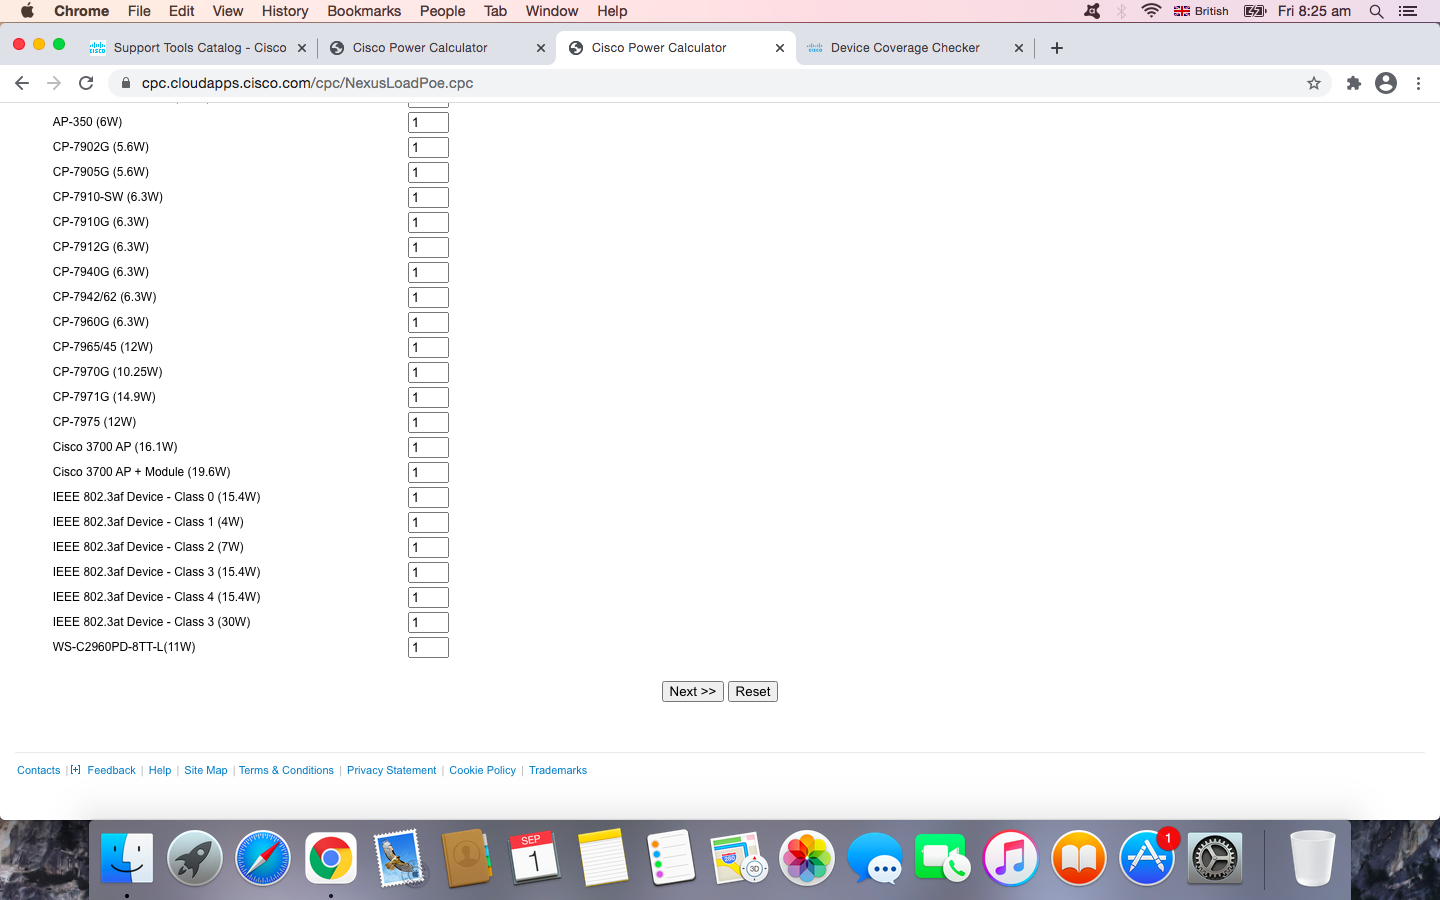 Chrome File Edit View History Bookmarks People Tab Window Help British Fri 8:25 am
Support Tools Catalog - Cisco Cisco Power Calculator Cisco Power Calculator Device Coverage Checker
cpc.cloudapps.cisco.com/cpc/NexusLoadPoe.cpc
AP-350 (6W) 1
CP-7902G (5.6W) 1
CP-7905G (5.6W) 1
CP-7910-SW (6.3W) 1
CP-7910G (6.3W) 1
CP-7912G (6.3W) 1
CP-7940G (6.3W) 1
CP-7942/62 (6.3W) 1
CP-7960G (6.3W) 1
CP-7965/45 (12W) 1
CP-7970G (10.25W) 1
CP-7971G (14.9W) 1
CP-7975 (12W) 1
Cisco 3700 AP (16.1W) 1
Cisco 3700 AP + Module (19.6W) 1
IEEE 802.3af Device - Class 0 (15.4W) 1
IEEE 802.3af Device - Class 1 (4W) 1
IEEE 802.3af Device - Class 2 (7W) 1
IEEE 802.3af Device - Class 3 (15.4W) 1
IEEE 802.3af Device - Class 4 (15.4W) 1
IEEE 802.3at Device - Class 3 (30W) 1
WS-C2960PD-8TT-L(11W) 1
Next >> Reset
Contacts | [+] Feedback | Help | Site Map | Terms & Conditions | Privacy Statement | Cookie Policy | Trademarks
SEP
1
280
3D
1